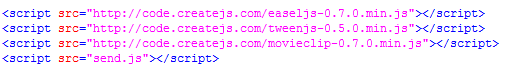 <script src="http://code.createjs.com/easeljs-0.7.0.min.js"></script>
<script src="http://code.createjs.com/tweenjs-0.5.0.min.js"></script>
<script src="http://code.createjs.com/movieclip-0.7.0.min.js"></script>
<script src="send.js"></script>